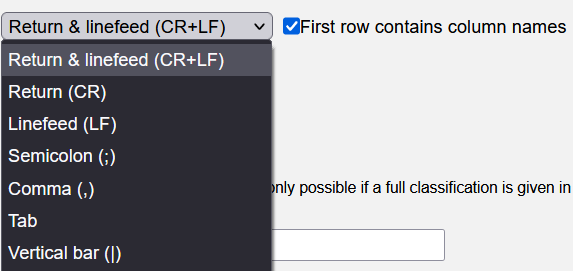 Return & linefeed (CR+LF) First row contains column names
Return & linefeed (CR+LF)
Return (CR)
Linefeed (LF)
Semicolon (;)
Comma (,)
only possible if a full classification is given in
Tab
Vertical bar (|)